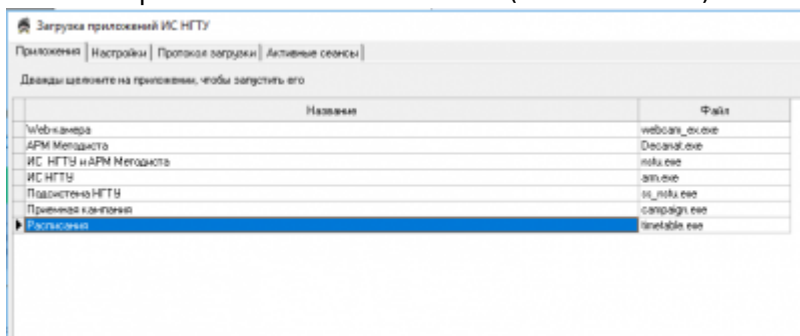 Загрузка приложений ИС НГТУ
Приложения Настройки Протокол загрузки Активные сеансы
Дважды щелкните на приложении, чтобы запустить его
Название Файл
Web-камера webcam_ex.exe
АРМ Методиста Decanat.exe
ИС НГТУ и АРМ Методиста nstu.exe
ИС НГТУ arm.exe
Подсистема НГТУ ss_nstu.exe
Приемная кампания campaign.exe
Расписания timetable.exe